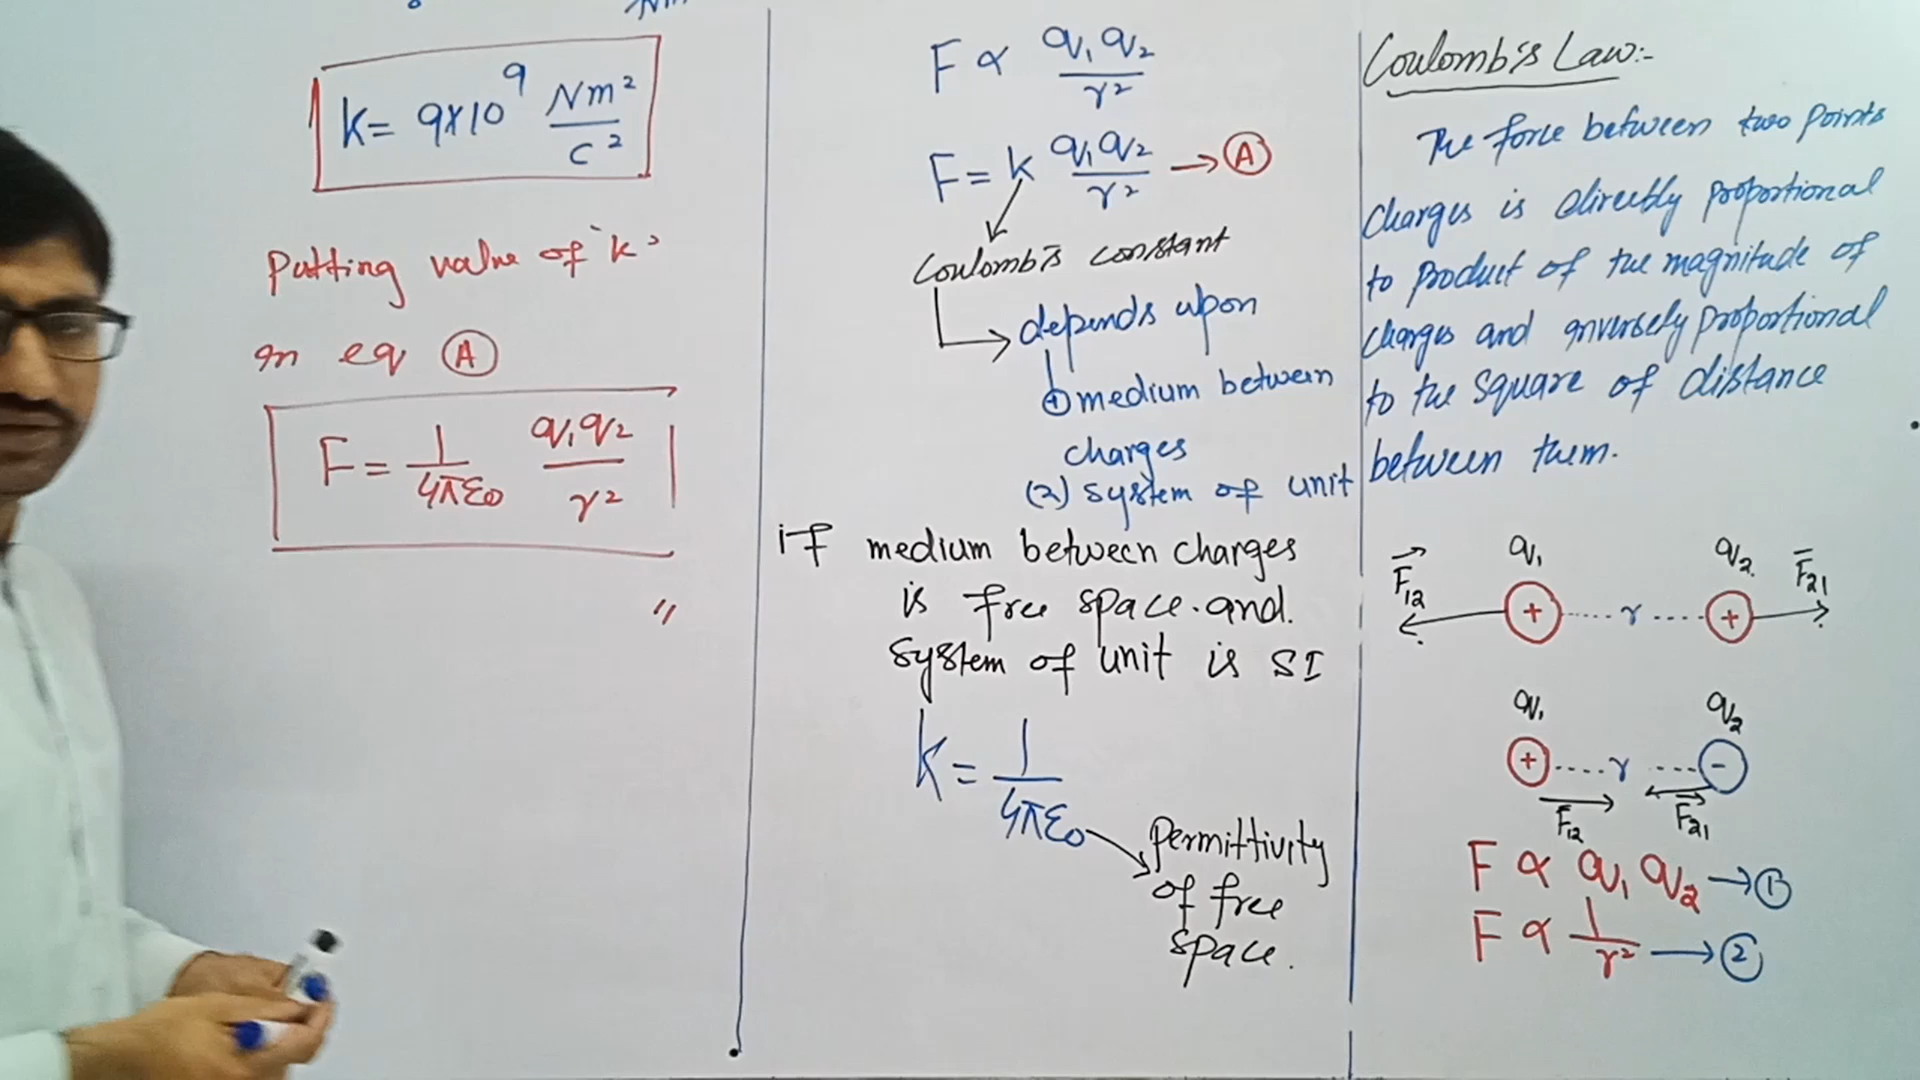 Coulomb's Law:-
The force between two points
charges is directly proportional
to product of the magnitude of
charges and inversely proportional
to the square of distance
between them.
F₁₂ q₁ q₂ F₂₁
+ r +
q₁ q₂
+ r -
F₁₂ F₂₁
F ∝ q₁ q₂ → ①
F ∝ 1/r² → ②
F ∝ q₁q₂/r²
F = k q₁q₂/r² → Ⓐ
Coulomb's constant
depends upon
① medium between
charges
(2) system of unit
if medium between charges
is free space. and
system of unit is SI
k = 1/4πε₀
Permittivity
of free
space.
k = 9×10⁹ Nm²/C²
Putting value of 'k'
in eq Ⓐ
F = 1/4πε₀ q₁q₂/r²